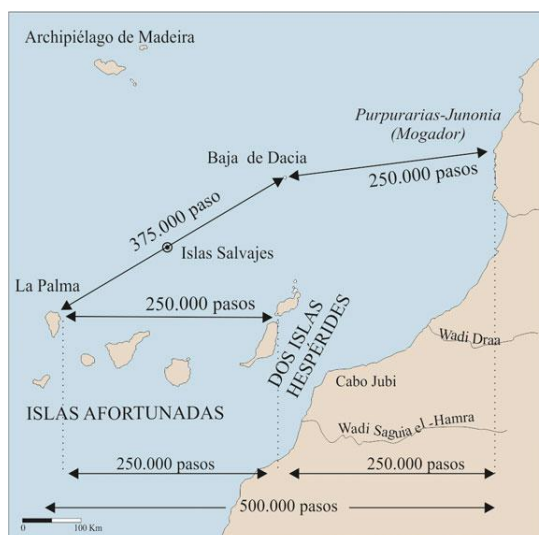 Archipiélago de Madeira
Purpurarias-Junonia
(Mogador)
Baja de Dacia
250.000 pasos
375.000 paso
Islas Salvajes
La Palma
250.000 pasos
DOS ISLAS
HESPÉRIDES
Wadi Draa
Cabo Jubi
ISLAS AFORTUNADAS
Wadi Saguia el -Hamra
250.000 pasos
250.000 pasos
500.000 pasos
0 100 Km